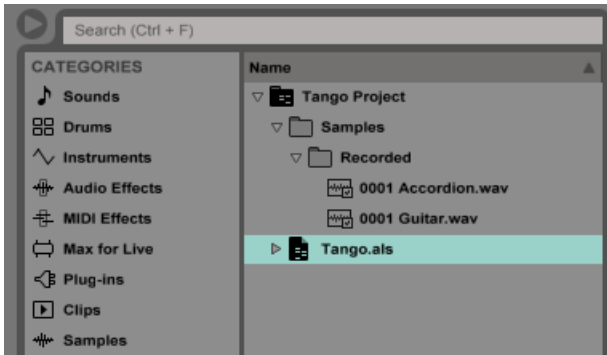 Search (Ctrl + F)
CATEGORIES
Sounds
Drums
Instruments
Audio Effects
MIDI Effects
Max for Live
Plug-ins
Clips
Samples
Name
Tango Project
Samples
Recorded
0001 Accordion.wav
0001 Guitar.wav
Tango.als